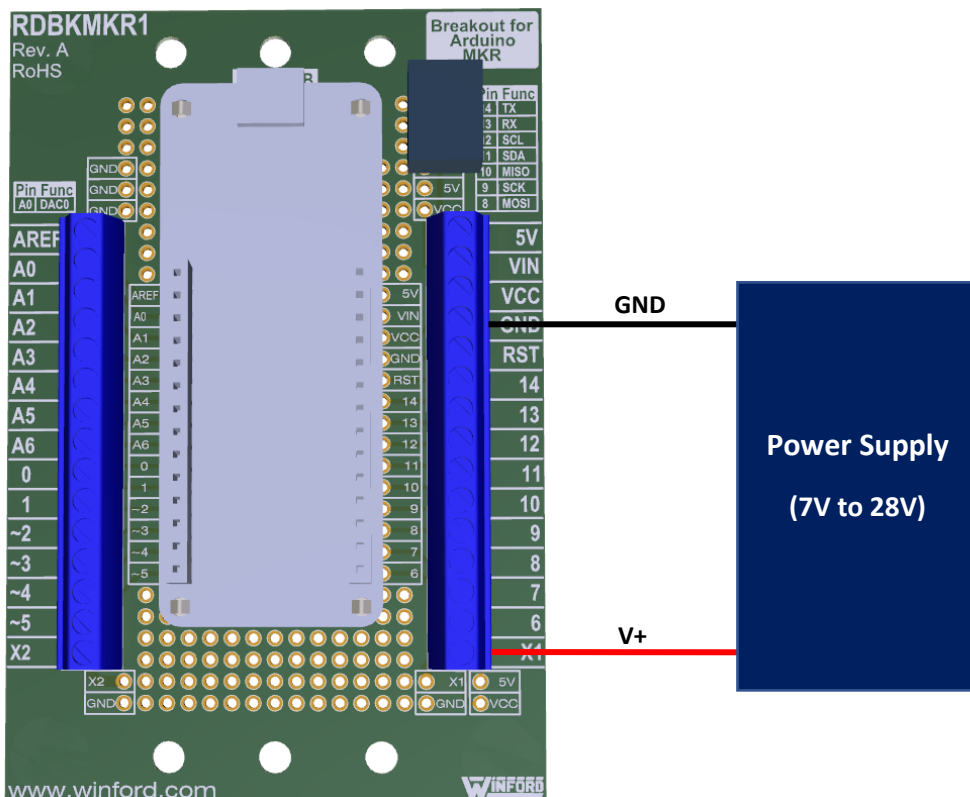 RDBKMKR1
Rev. A
RoHS
Breakout for
Arduino
MKR
Pin Func
TX
RX
SCL
SDA
10 MISO
9 SCK
8 MOSI
GND
GND
GND
5V
VCC
Pin Func
A0 DAC0
AREF
A0
A1
A2
A3
A4
A5
A6
0
1
~2
~3
~4
~5
X2
AREF
A0
A1
A2
A3
A4
A5
A6
0
1
~2
~3
~4
~5
5V
VIN
VCC
GND
RST
14
13
12
11
10
9
8
7
6
5V
VIN
VCC
GND
RST
14
13
12
11
10
9
8
7
6
X1
GND
V+
Power Supply
(7V to 28V)
X2
GND
X1
GND
5V
VCC
www.winford.com
WINFORD